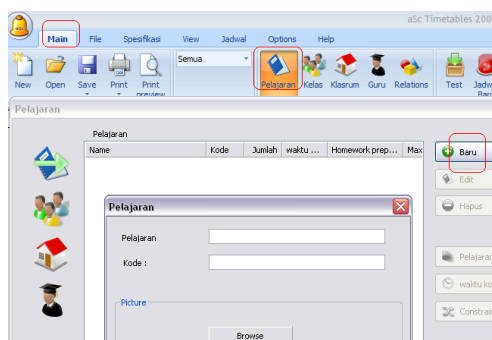 aSc Timetables 200
Main File Spesifikasi View Jadwal Options Help
Semua
New Open Save Print Print preview Pelajaran Kelas Klasrum Guru Relations Test Jadw
Pelajaran
Pelajaran
Name Kode Jumlah waktu ... Homework prep... Max
Baru
Edit
Hapus
Pelajaran
waktu ko
Constrain
Pelajaran
Pelajaran
Kode :
Picture
Browse